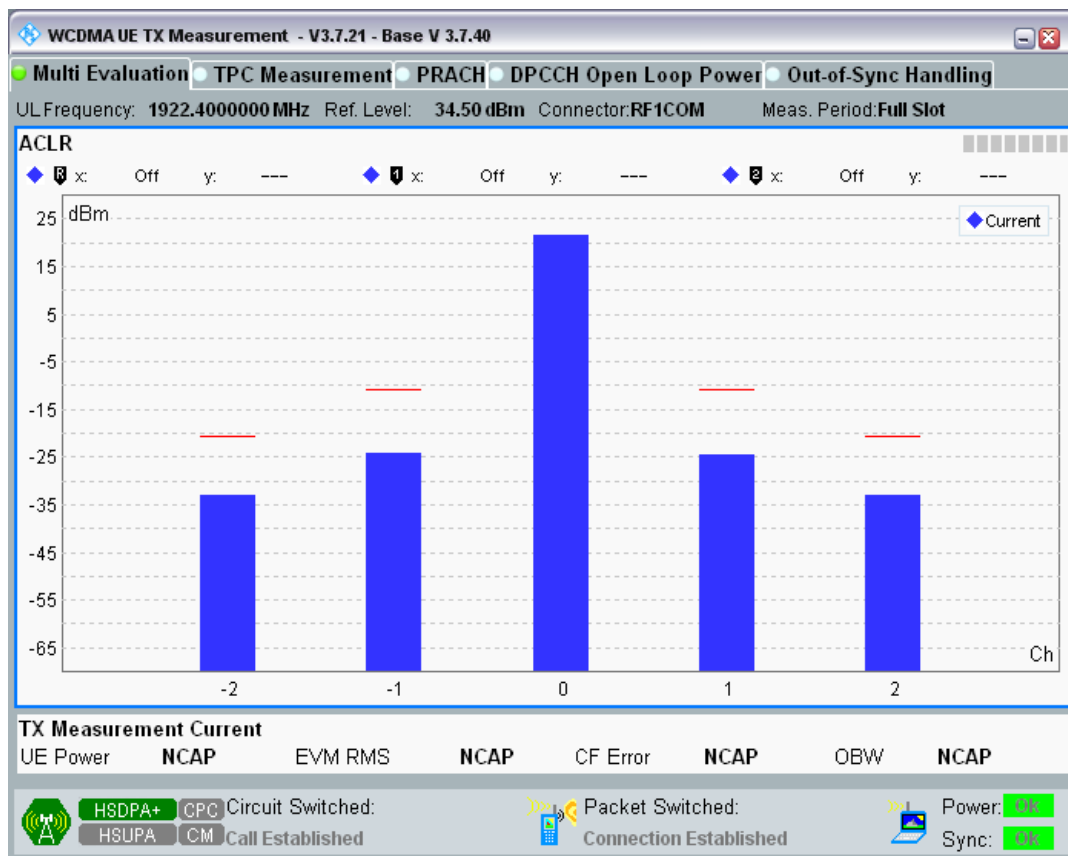 WCDMA UE TX Measurement - V3.7.21 - Base V 3.7.40
Multi Evaluation TPC Measurement PRACH DPCCH Open Loop Power Out-of-Sync Handling
UL Frequency: 1922.4000000 MHz Ref. Level: 34.50 dBm Connector:RF1COM Meas. Period:Full Slot
ACLR
R x: Off y: --- 1 x: Off y: --- 2 x: Off y: ---
dBm
Current
25
15
5
-5
-15
-25
-35
-45
-55
-65
Ch
-2 -1 0 1 2
TX Measurement Current
UE Power NCAP EVM RMS NCAP CF Error NCAP OBW NCAP
HSDPA+ CPC Circuit Switched: Packet Switched: Power: OK
HSUPA CM Call Established Connection Established Sync: OK